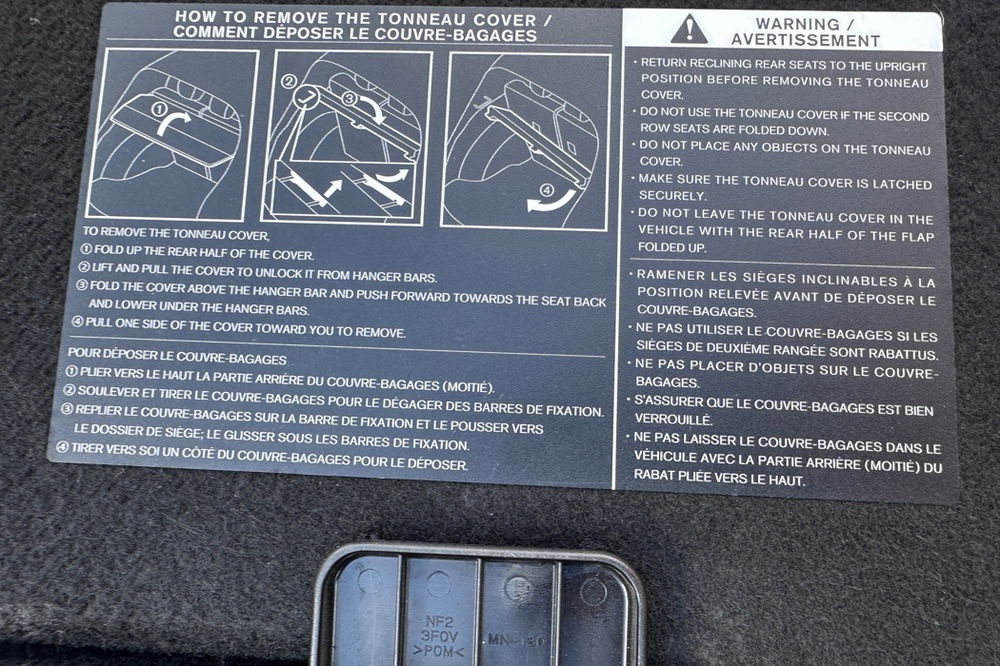 HOW TO REMOVE THE TONNEAU COVER /
COMMENT DÉPOSER LE COUVRE-BAGAGES
①
②
③
④
TO REMOVE THE TONNEAU COVER,
① FOLD UP THE REAR HALF OF THE COVER.
② LIFT AND PULL THE COVER TO UNLOCK IT FROM HANGER BARS.
③ FOLD THE COVER ABOVE THE HANGER BAR AND PUSH FORWARD TOWARDS THE SEAT BACK
AND LOWER UNDER THE HANGER BARS.
④ PULL ONE SIDE OF THE COVER TOWARD YOU TO REMOVE.
POUR DÉPOSER LE COUVRE-BAGAGES
① PLIER VERS LE HAUT LA PARTIE ARRIÈRE DU COUVRE-BAGAGES (MOITIÉ).
② SOULEVER ET TIRER LE COUVRE-BAGAGES POUR LE DÉGAGER DES BARRES DE FIXATION.
③ REPLIER LE COUVRE-BAGAGES SUR LA BARRE DE FIXATION ET LE POUSSER VERS
LE DOSSIER DE SIÈGE; LE GLISSER SOUS LES BARRES DE FIXATION.
④ TIRER VERS SOI UN CÔTÉ DU COUVRE-BAGAGES POUR LE DÉPOSER.
WARNING /
AVERTISSEMENT
• RETURN RECLINING REAR SEATS TO THE UPRIGHT
POSITION BEFORE REMOVING THE TONNEAU
COVER.
• DO NOT USE THE TONNEAU COVER IF THE SECOND
ROW SEATS ARE FOLDED DOWN.
• DO NOT PLACE ANY OBJECTS ON THE TONNEAU
COVER.
• MAKE SURE THE TONNEAU COVER IS LATCHED
SECURELY.
• DO NOT LEAVE THE TONNEAU COVER IN THE
VEHICLE WITH THE REAR HALF OF THE FLAP
FOLDED UP.
• RAMENER LES SIÈGES INCLINABLES À LA
POSITION RELEVÉE AVANT DE DÉPOSER LE
COUVRE-BAGAGES.
• NE PAS UTILISER LE COUVRE-BAGAGES SI LES
SIÈGES DE DEUXIÈME RANGÉE SONT RABATTUS.
• NE PAS PLACER D'OBJETS SUR LE COUVRE-
BAGAGES.
• S'ASSURER QUE LE COUVRE-BAGAGES EST BIEN
VERROUILLÉ.
• NE PAS LAISSER LE COUVRE-BAGAGES DANS LE
VÉHICULE AVEC LA PARTIE ARRIÈRE (MOITIÉ) DU
RABAT PLIÉE VERS LE HAUT.
NF2
3F0V
>POM<